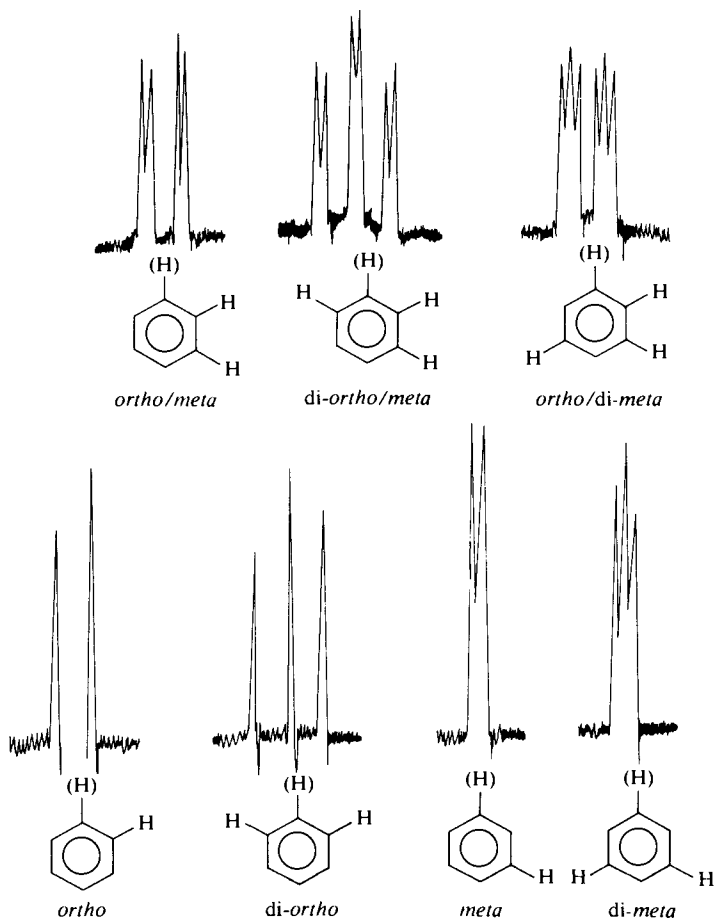 (H) (H) (H)
H H H H
H H H H
ortho/meta di-ortho/meta ortho/di-meta
(H) (H) (H) (H)
H H H
H H H
ortho di-ortho meta di-meta